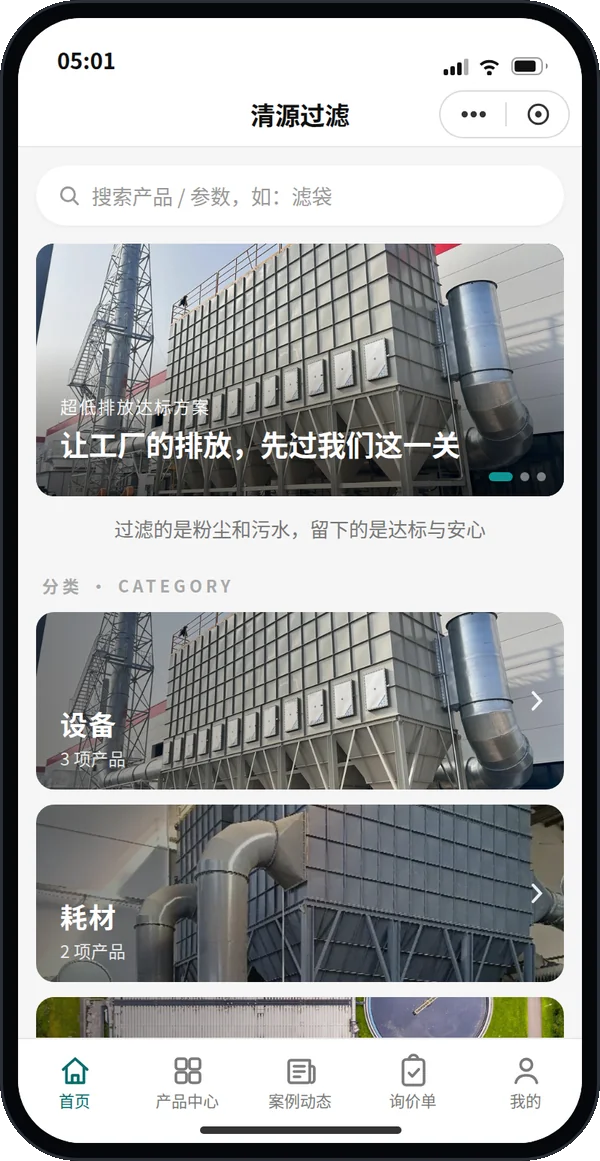 05:01
清源过滤
搜索产品 / 参数，如：滤袋
超低排放达标方案
让工厂的排放，先过我们这一关
过滤的是粉尘和污水，留下的是达标与安心
分类 · CATEGORY
设备
3 项产品
耗材
2 项产品
首页
产品中心
案例动态
询价单
我的